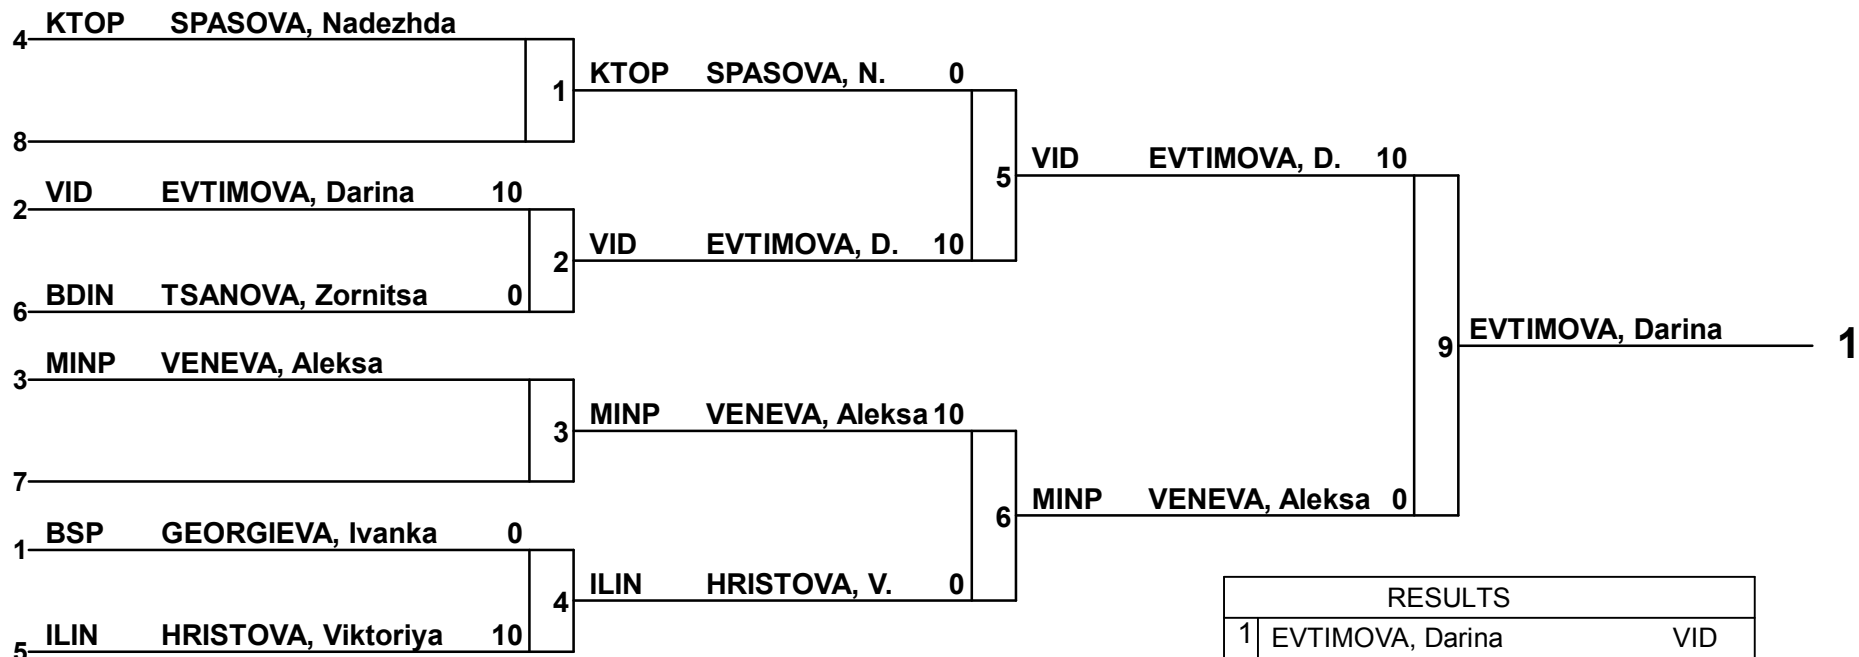 4 KTOP SPASOVA, Nadezhda
1 KTOP SPASOVA, N. 0
8
5 VID EVTIMOVA, D. 10
2 VID EVTIMOVA, Darina 10
2 VID EVTIMOVA, D. 10
6 BDIN TSANOVA, Zornitsa 0
9 EVTIMOVA, Darina 1
3 MINP VENEVA, Aleksa
3 MINP VENEVA, Aleksa 10
7
6 MINP VENEVA, Aleksa 0
1 BSP GEORGIEVA, Ivanka 0
4 ILIN HRISTOVA, V. 0
RESULTS
5 ILIN HRISTOVA, Viktoriya 10
1 EVTIMOVA, Darina VID